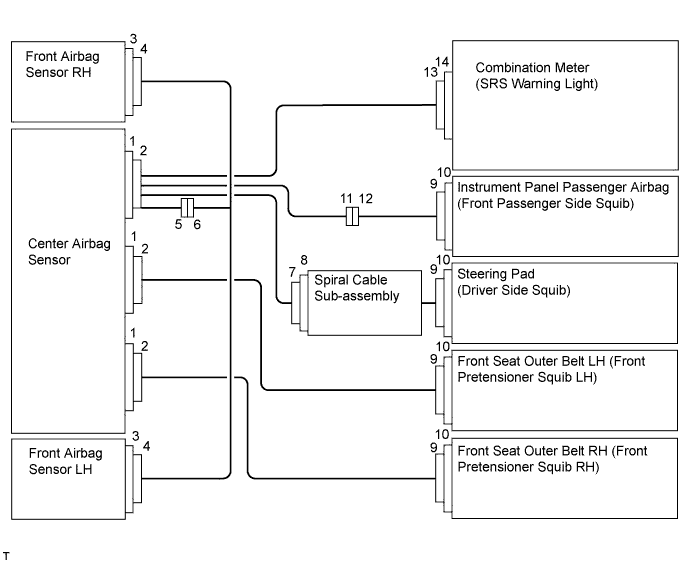 Front Airbag
Sensor RH
3
4
Center Airbag
Sensor
1
2
5
6
1
2
1
2
Front Airbag
Sensor LH
3
4
14
13
Combination Meter
(SRS Warning Light)
11
12
10
9
Instrument Panel Passenger Airbag
(Front Passenger Side Squib)
8
7
Spiral Cable
Sub-assembly
10
9
Steering Pad
(Driver Side Squib)
10
9
Front Seat Outer Belt LH (Front
Pretensioner Squib LH)
10
9
Front Seat Outer Belt RH (Front
Pretensioner Squib RH)
T